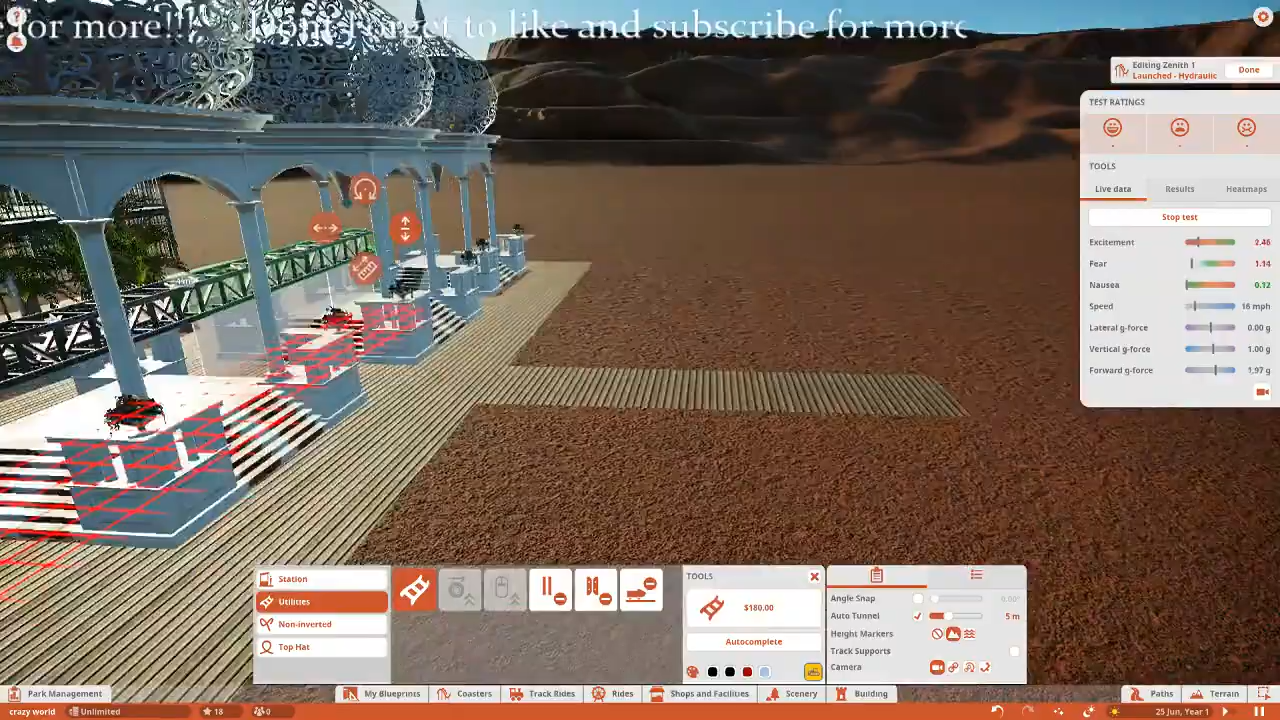 for more!!! Dont forget to like and subscribe for more
Editing Zenith 1
Launched - Hydraulic
Done
TEST RATINGS
- - -
TOOLS
Live data Results Heatmaps
Stop test
Excitement 2.46
Fear 1.14
Nausea 0.12
Speed 16 mph
Lateral g-force 0.00 g
Vertical g-force 1.00 g
Forward g-force 1.97 g
Station
Utilities
Non-inverted
Top Hat
TOOLS
$180.00
Autocomplete
Angle Snap 0.00°
Auto Tunnel 5 m
Height Markers
Track Supports
Camera
Park Management My Blueprints Coasters Track Rides Rides Shops and Facilities Scenery Building Paths Terrain
crazy world Unlimited 18 0 25 Jun, Year 1